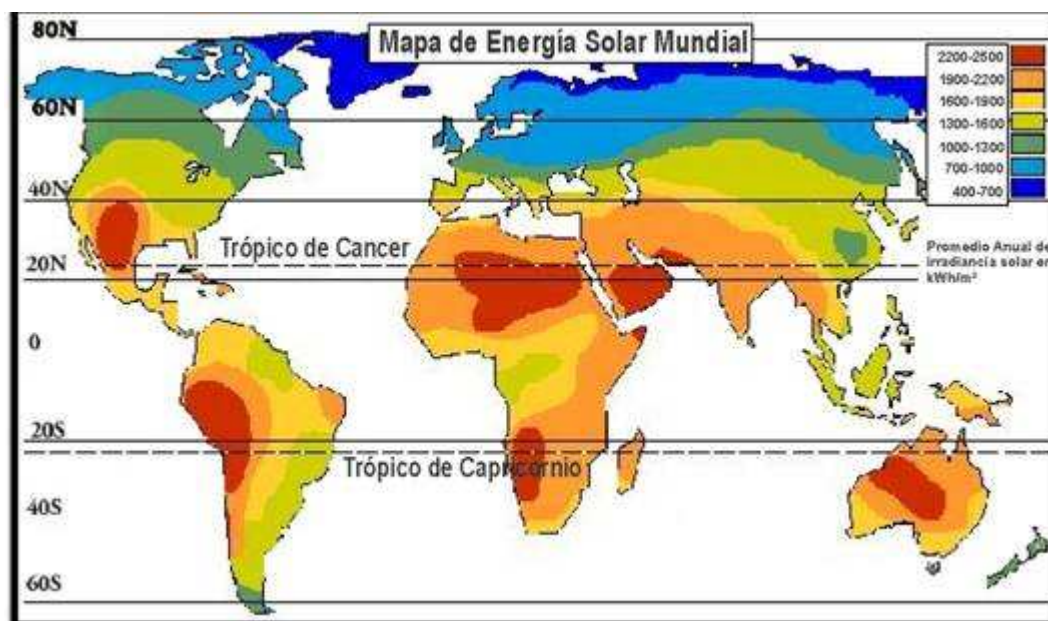 80N
Mapa de Energía Solar Mundial
2200-2500
1900-2200
1600-1900
1300-1600
1000-1300
700-1000
400-700
60N
40N
Trópico de Cancer
Promedio Anual de
irradiancia solar en
kWh/m²
20N
0
20S
Trópico de Capricornio
40S
60S